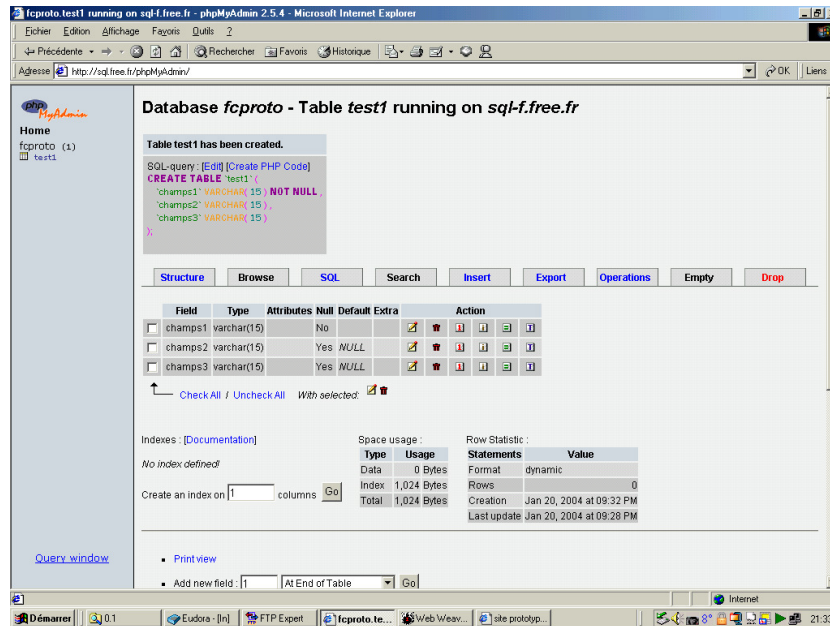 fcproto.test1 running on sql-f.free.fr - phpMyAdmin 2.5.4 - Microsoft Internet Explorer
Fichier Edition Affichage Favoris Outils ?
Précédente Rechercher Favoris Historique
Adresse http://sql.free.fr/phpMyAdmin/ OK Liens
php MyAdmin
Home
fcproto (1)
test1
Database fcproto - Table test1 running on sql-f.free.fr
Table test1 has been created.
SQL-query : [Edit] [Create PHP Code]
CREATE TABLE `test1` (
`champs1` VARCHAR( 15 ) NOT NULL ,
`champs2` VARCHAR( 15 ) ,
`champs3` VARCHAR( 15 )
);
Structure Browse SQL Search Insert Export Operations Empty Drop
Field Type Attributes Null Default Extra Action
champs1 varchar(15) No
champs2 varchar(15) Yes NULL
champs3 varchar(15) Yes NULL
Check All / Uncheck All With selected:
Indexes : [Documentation]
No index defined!
Create an index on 1 columns Go
Space usage :
Type Usage
Data 0 Bytes
Index 1,024 Bytes
Total 1,024 Bytes
Row Statistic :
Statements Value
Format dynamic
Rows 0
Creation Jan 20, 2004 at 09:32 PM
Last update Jan 20, 2004 at 09:28 PM
Query window
Print view
Add new field : 1 At End of Table Go
Internet
Démarrer 0.1 Eudora - [In] FTP Expert fcproto.te... Web Weav... site prototyp... 8° 21:33